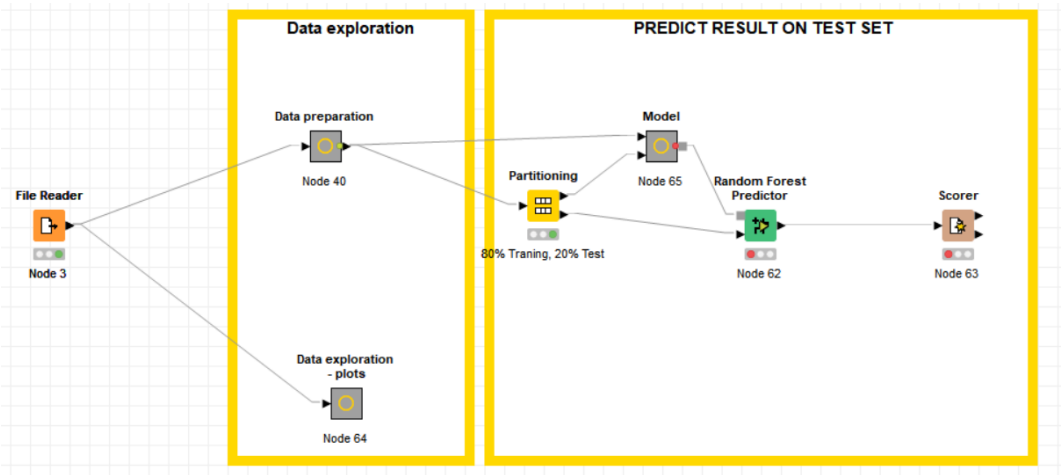 Data exploration
PREDICT RESULT ON TEST SET
Data preparation
Node 40
Model
Node 65
Partitioning
80% Traning, 20% Test
Random Forest
Predictor
Node 62
Scorer
Node 63
File Reader
Node 3
Data exploration
- plots
Node 64